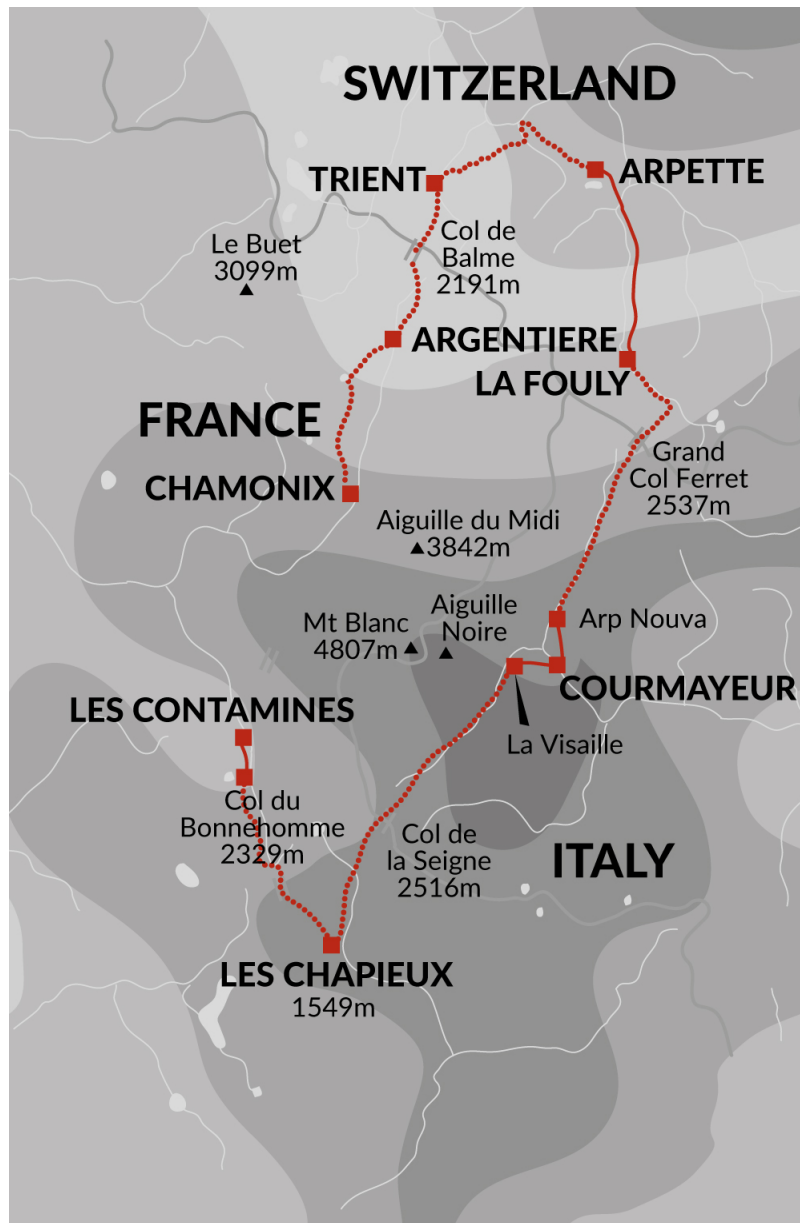 SWITZERLAND
TRIENT
ARPETTE
Le Buet
3099m
Col de
Balme
2191m
ARGENTIERE
LA FOULY
FRANCE
CHAMONIX
Grand
Col Ferret
2537m
Aiguille du Midi
3842m
Mt Blanc
4807m
Aiguille
Noire
Arp Nouva
COURMAYEUR
LES CONTAMINES
La Visaille
Col du
Bonnehomme
2329m
Col de
la Seigne
2516m
ITALY
LES CHAPIEUX
1549m